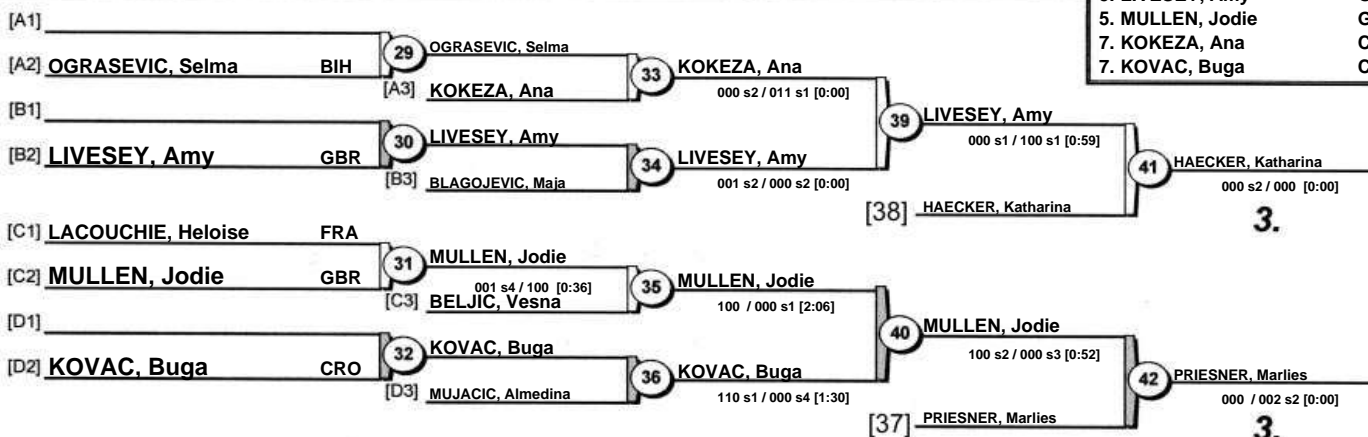 5. MULLEN, Jodie G
7. KOKEZA, Ana C
7. KOVAC, Buga C
[A1]
[A2] OGRASEVIC, Selma BIH
29
OGRASEVIC, Selma
[A3] KOKEZA, Ana
33
KOKEZA, Ana
000 s2 / 011 s1 [0:00]
[B1]
[B2] LIVESEY, Amy GBR
30
LIVESEY, Amy
[B3] BLAGOJEVIC, Maja
34
LIVESEY, Amy
001 s2 / 000 s2 [0:00]
39
LIVESEY, Amy
000 s1 / 100 s1 [0:59]
[38] HAECKER, Katharina
41
HAECKER, Katharina
000 s2 / 000 [0:00]
3.
[C1] LACOUCHIE, Heloise FRA
[C2] MULLEN, Jodie GBR
31
MULLEN, Jodie
001 s4 / 100 [0:36]
[C3] BELJIC, Vesna
35
MULLEN, Jodie
100 / 000 s1 [2:06]
[D1]
[D2] KOVAC, Buga CRO
32
KOVAC, Buga
[D3] MUJACIC, Almedina
36
KOVAC, Buga
110 s1 / 000 s4 [1:30]
40
MULLEN, Jodie
100 s2 / 000 s3 [0:52]
[37] PRIESNER, Marlies
42
PRIESNER, Marlies
000 / 002 s2 [0:00]
3.